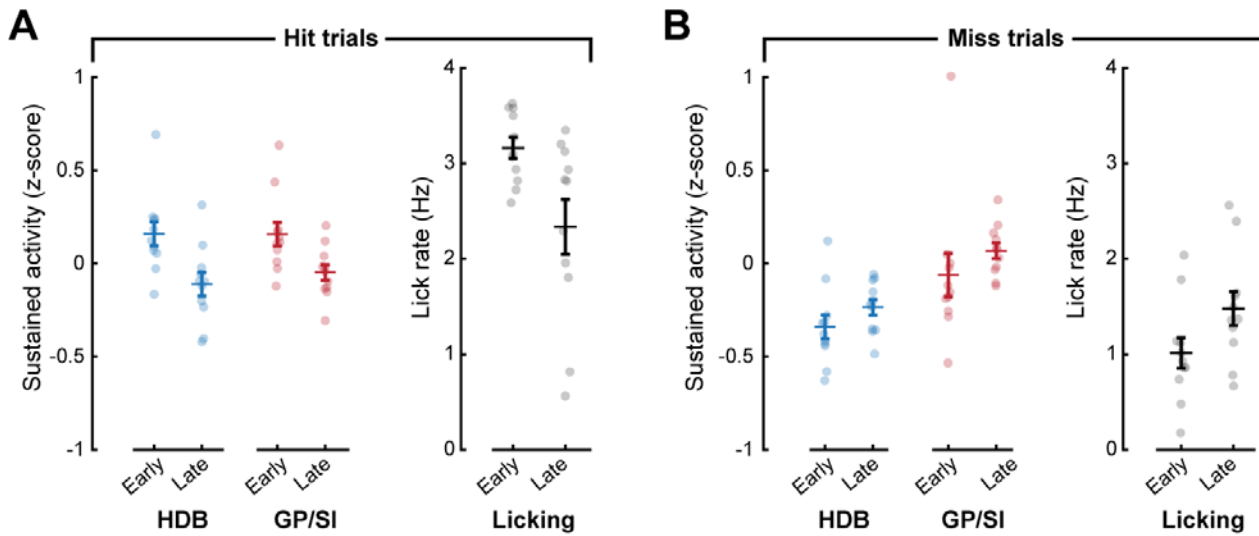 A
Hit trials
Sustained activity (z-score)
1
0.5
0
-0.5
-1
Early
Late
Early
Late
HDB
GP/SI
Lick rate (Hz)
4
3
2
1
0
Early
Late
Licking
B
Miss trials
Sustained activity (z-score)
1
0.5
0
-0.5
-1
Early
Late
Early
Late
HDB
GP/SI
Lick rate (Hz)
4
3
2
1
0
Early
Late
Licking